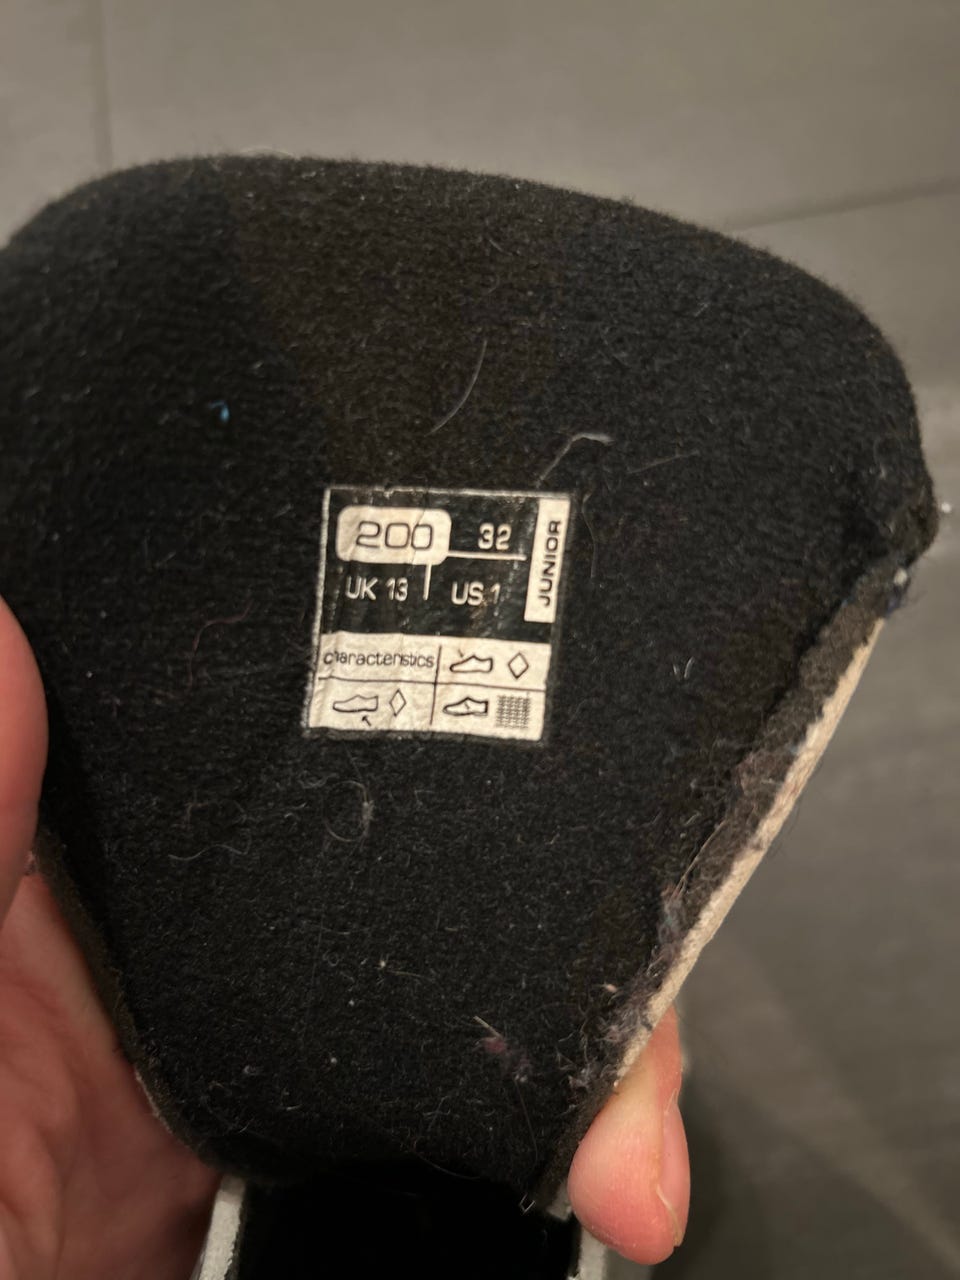 200 32
UK 13 US 1
JUNIOR
characteristics